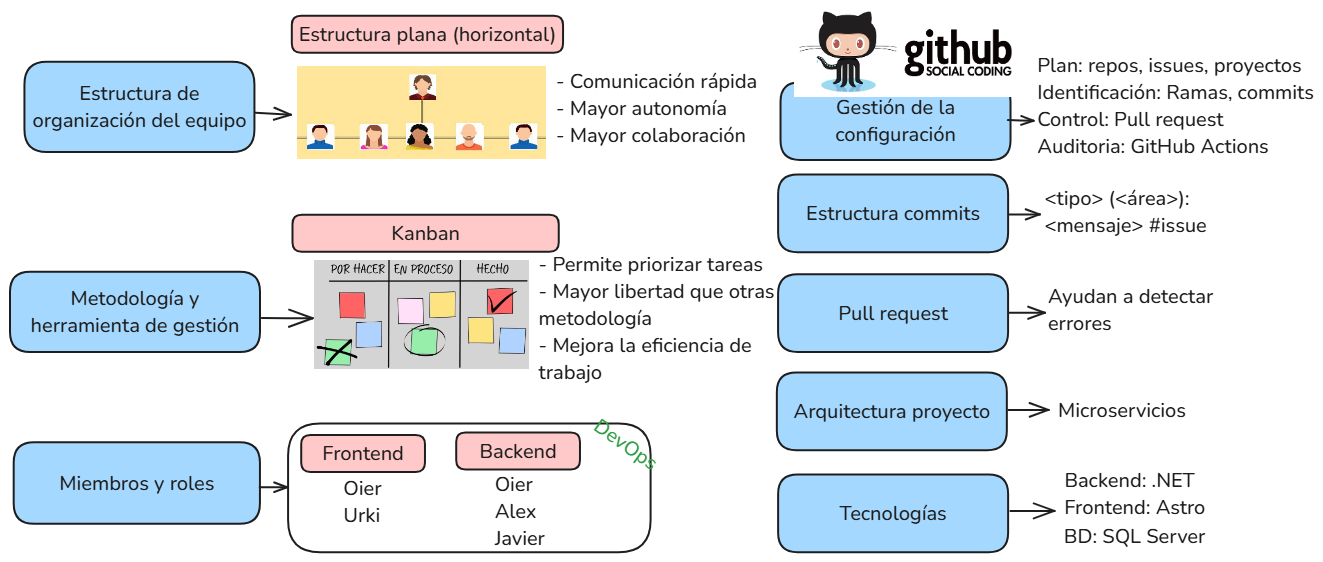 Estructura de
organización del equipo
Estructura plana (horizontal)
- Comunicación rápida
- Mayor autonomía
- Mayor colaboración
Metodología y
herramienta de gestión
Kanban
POR HACER
EN PROCESO
HECHO
- Permite priorizar tareas
- Mayor libertad que otras
metodología
- Mejora la eficiencia de
trabajo
Miembros y roles
DevOps
Frontend
Oier
Urki
Backend
Oier
Alex
Javier
github
SOCIAL CODING
Gestión de la
configuración
Plan: repos, issues, proyectos
Identificación: Ramas, commits
Control: Pull request
Auditoria: GitHub Actions
Estructura commits
<tipo> (<área>):
<mensaje> #issue
Pull request
Ayudan a detectar
errores
Arquitectura proyecto
Microservicios
Tecnologías
Backend: .NET
Frontend: Astro
BD: SQL Server